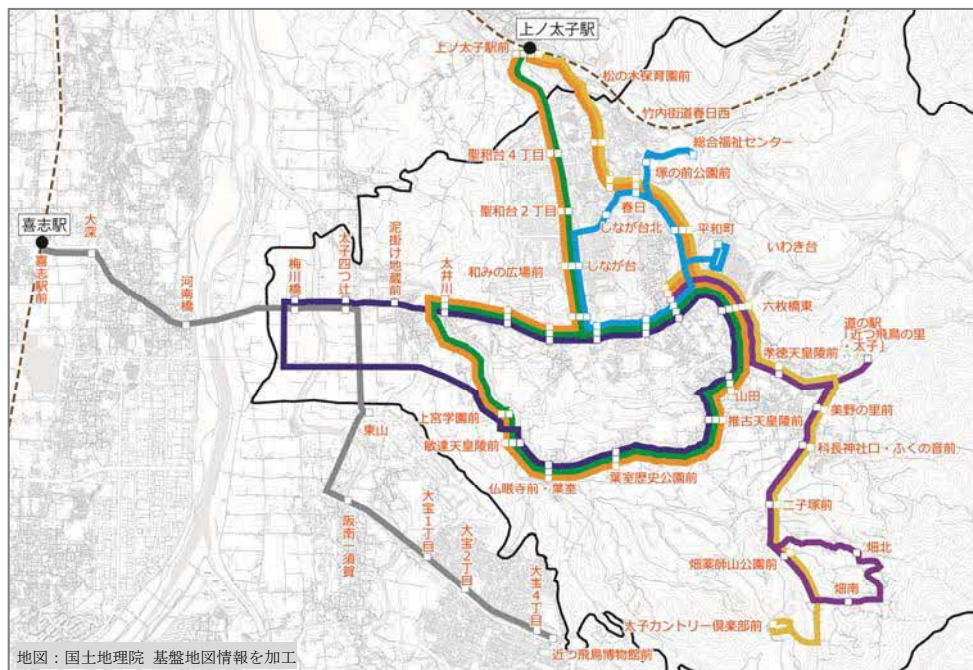 上ノ太子駅
上ノ太子駅前
松の木保育園前
竹内街道春日西
総合福祉センター
塚の前公園前
聖和台4丁目
春日
聖和台2丁目
しなが台北
平和町
いわき台
喜志駅
大深
喜志駅前
河南橋
梅川橋
太子四つ辻
泥掛け地蔵前
太井川
和みの広場前
しなが台
六枚橋東
道の駅
「近つ飛鳥の里
・太子」
孝徳天皇陵前
山田
美野の里前
上宮学園前
推古天皇陵前
東山
敏達天皇陵前
科長神社口・ふくの音前
仏眼寺前・葉室
葉室歴史公園前
二子塚前
阪南一須賀
大宝1丁目
大宝2丁目
大宝4丁目
畑薬師山公園前
畑北
畑南
太子カントリー倶楽部前
近つ飛鳥博物館前
地図：国土地理院 基盤地図情報を加工